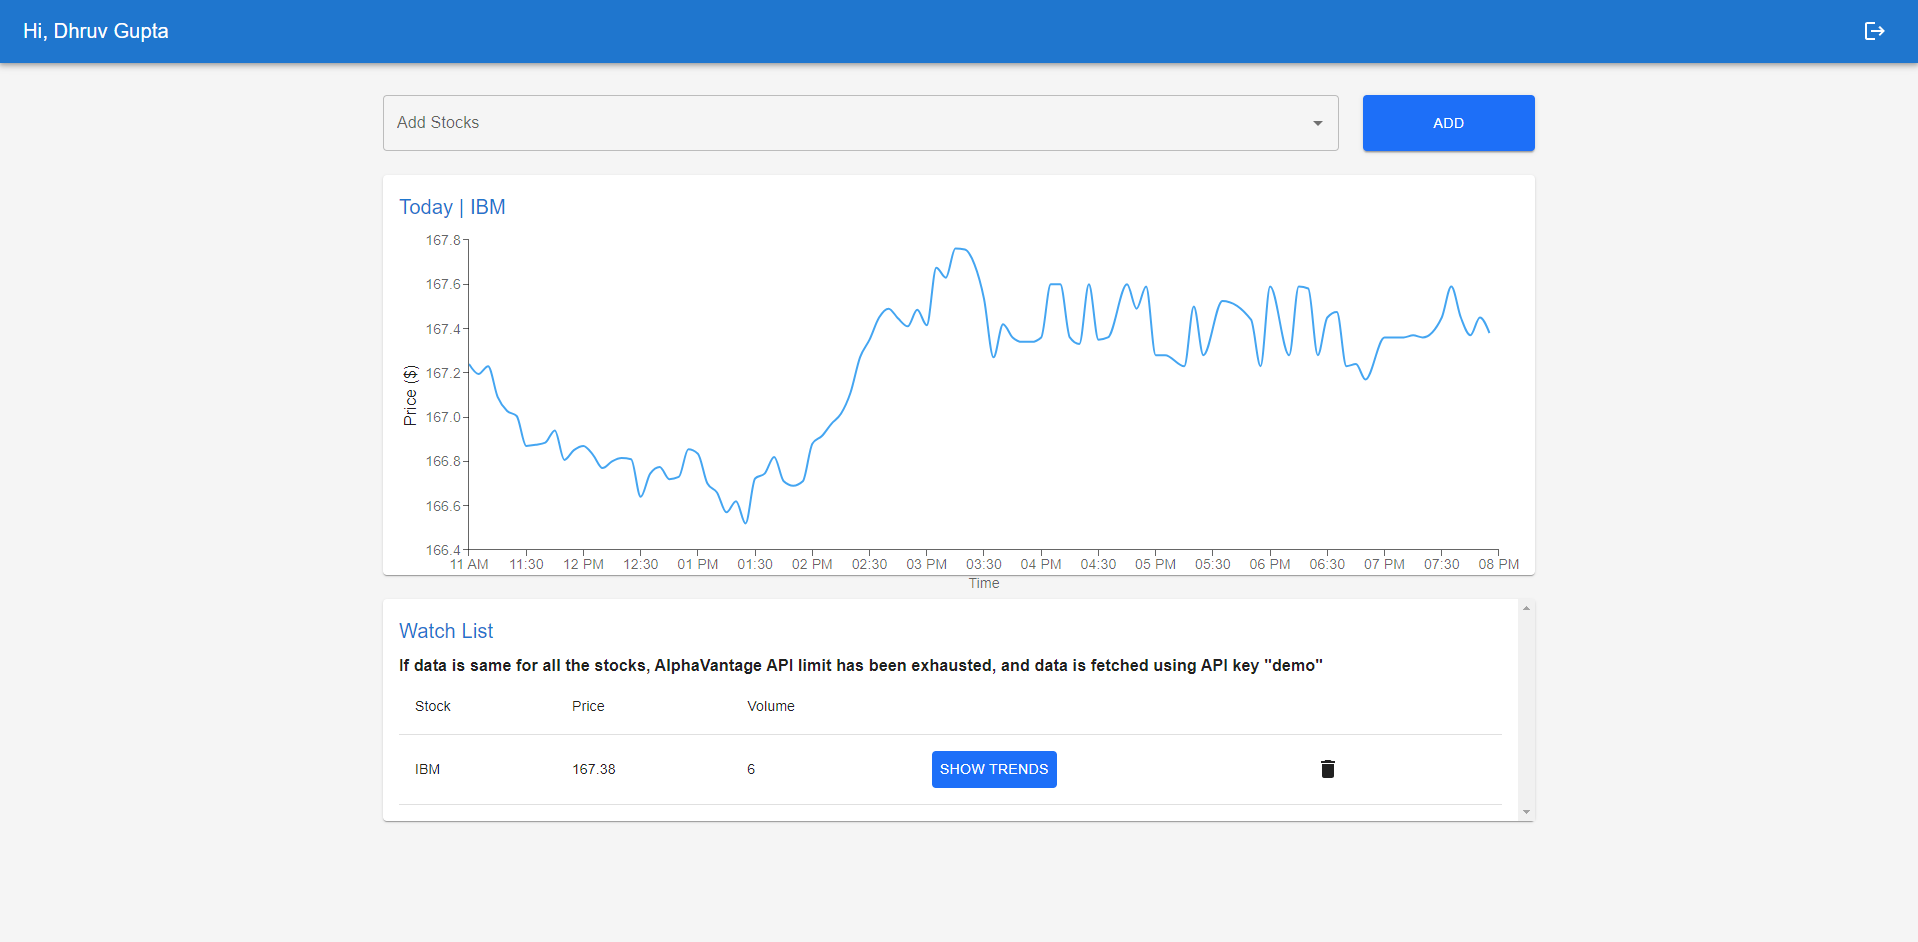 Hi, Dhruv Gupta
Add Stocks
ADD
Today | IBM
167.8
167.6
167.4
167.2
167.0
166.8
166.6
166.4
Price ($)
11 AM 11:30 12 PM 12:30 01 PM 01:30 02 PM 02:30 03 PM 03:30 04 PM 04:30 05 PM 05:30 06 PM 06:30 07 PM 07:30 08 PM
Time
Watch List
If data is same for all the stocks, AlphaVantage API limit has been exhausted, and data is fetched using API key "demo"
Stock Price Volume
IBM 167.38 6 SHOW TRENDS